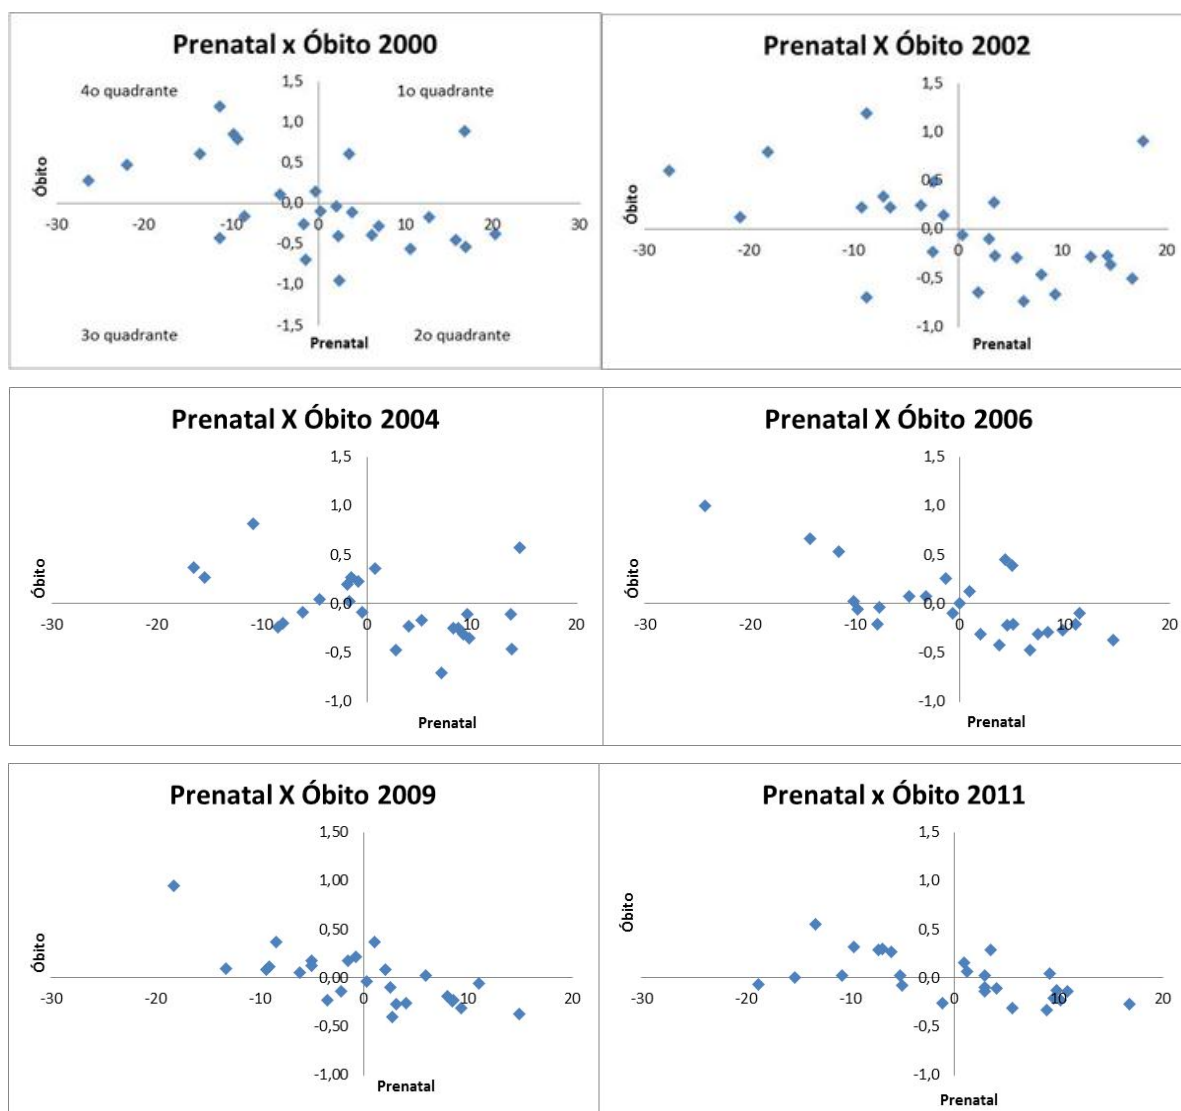 Prenatal x Óbito 2000
4o quadrante
1o quadrante
1,5
1,0
0,5
0,0
-0,5
-1,0
-1,5
Óbito
-30 -20 -10 0 10 20 30
3o quadrante
2o quadrante
Prenatal
Prenatal X Óbito 2002
1,5
1,0
0,5
0,0
-0,5
-1,0
Óbito
-30 -20 -10 0 10 20
Prenatal
Prenatal X Óbito 2004
1,5
1,0
0,5
0,0
-0,5
-1,0
Óbito
-30 -20 -10 0 10 20
Prenatal
Prenatal X Óbito 2006
1,5
1,0
0,5
0,0
-0,5
-1,0
Óbito
-30 -20 -10 0 10 20
Prenatal
Prenatal X Óbito 2009
1,50
1,00
0,50
0,00
-0,50
-1,00
Óbito
-30 -20 -10 0 10 20
Prenatal
Prenatal x Óbito 2011
1,5
1,0
0,5
0,0
-0,5
-1,0
Óbito
-30 -20 -10 0 10 20
Prenatal